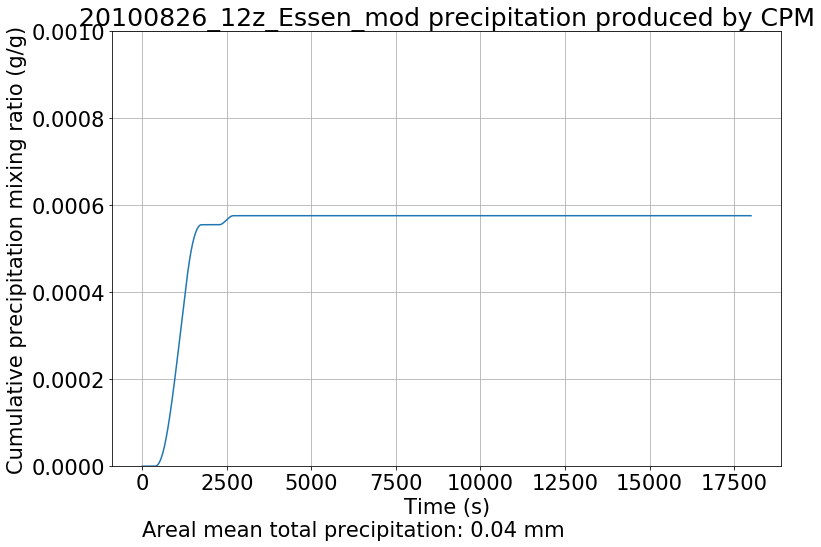 20100826_12z_Essen_mod precipitation produced by CPM
Cumulative precipitation mixing ratio (g/g)
0.0010
0.0008
0.0006
0.0004
0.0002
0.0000
0 2500 5000 7500 10000 12500 15000 17500
Time (s)
Areal mean total precipitation: 0.04 mm